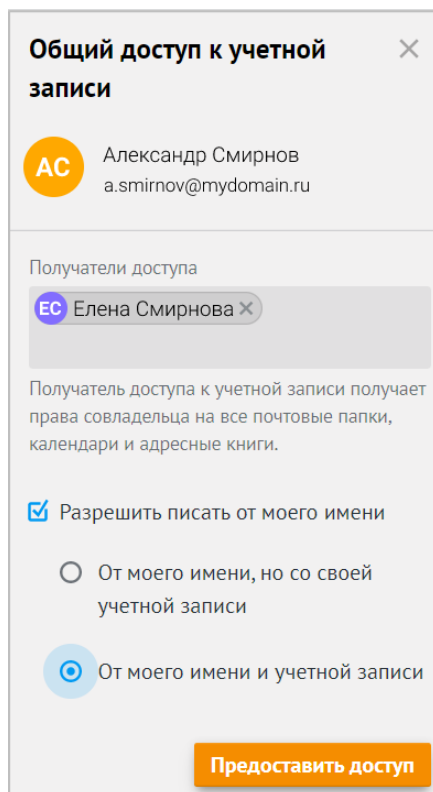 Общий доступ к учетной
записи
АС
Александр Смирнов
a.smirnov@mydomain.ru
Получатели доступа
ЕС Елена Смирнова
Получатель доступа к учетной записи получает
права совладельца на все почтовые папки,
календари и адресные книги.
Разрешить писать от моего имени
От моего имени, но со своей
учетной записи
От моего имени и учетной записи
Предоставить доступ